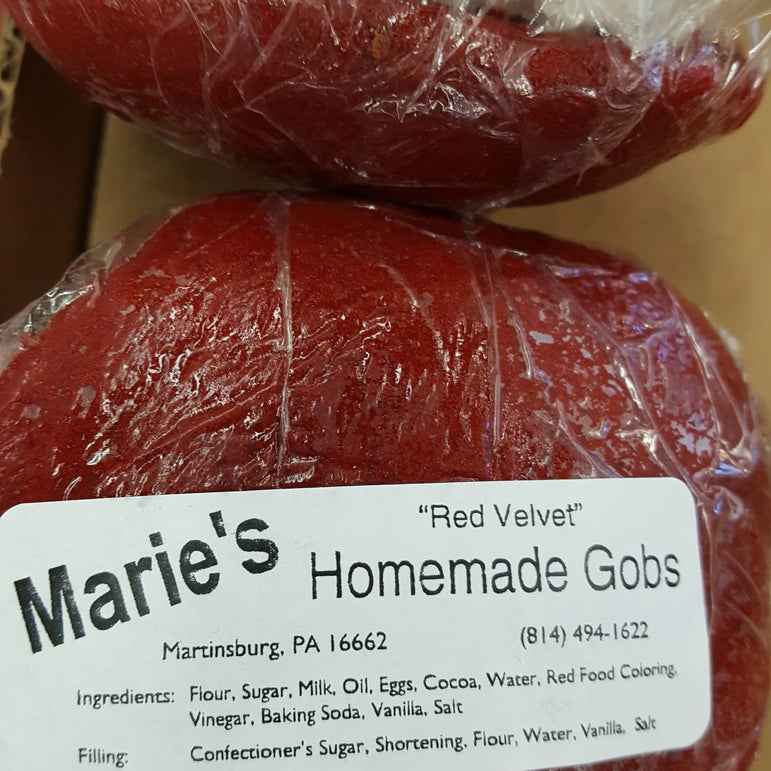 "Red Velvet"
Marie's Homemade Gobs
Martinsburg, PA 16662 (814) 494-1622
Ingredients: Flour, Sugar, Milk, Oil, Eggs, Cocoa, Water, Red Food Coloring,
Vinegar, Baking Soda, Vanilla, Salt
Filling: Confectioner's Sugar, Shortening, Flour, Water, Vanilla, Salt